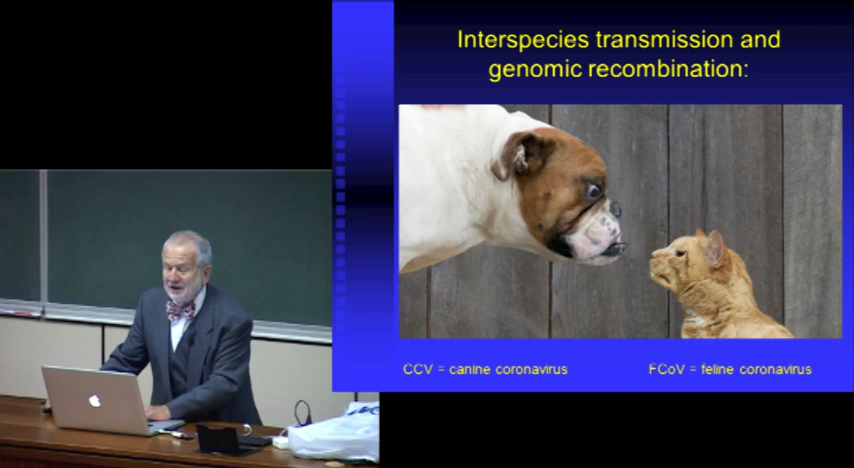 Interspecies transmission and
genomic recombination:
CCV = canine coronavirus
FCoV = feline coronavirus